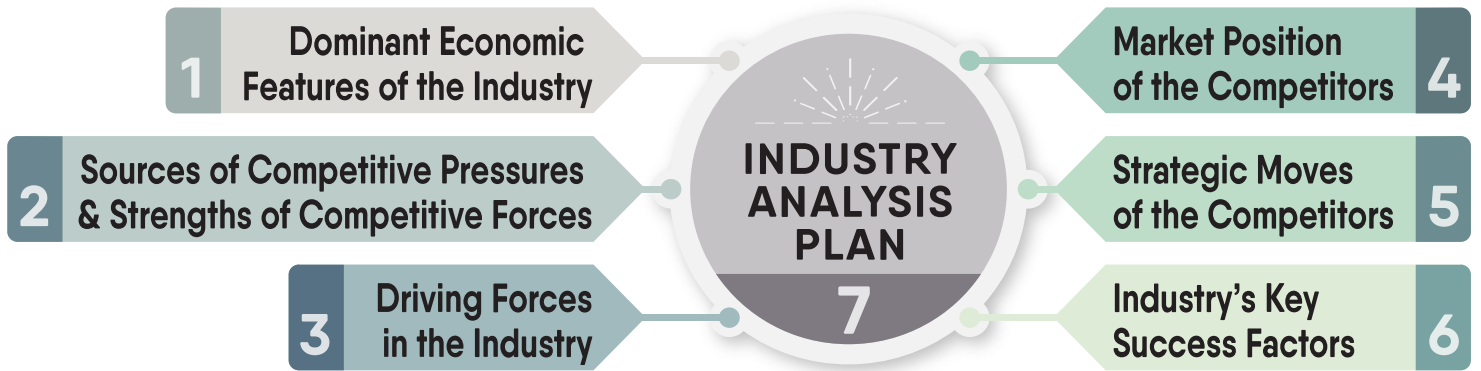 1
Dominant Economic
Features of the Industry
2
Sources of Competitive Pressures
& Strengths of Competitive Forces
3
Driving Forces
in the Industry
INDUSTRY
ANALYSIS
PLAN
7
Market Position
of the Competitors
4
Strategic Moves
of the Competitors
5
Industry’s Key
Success Factors
6